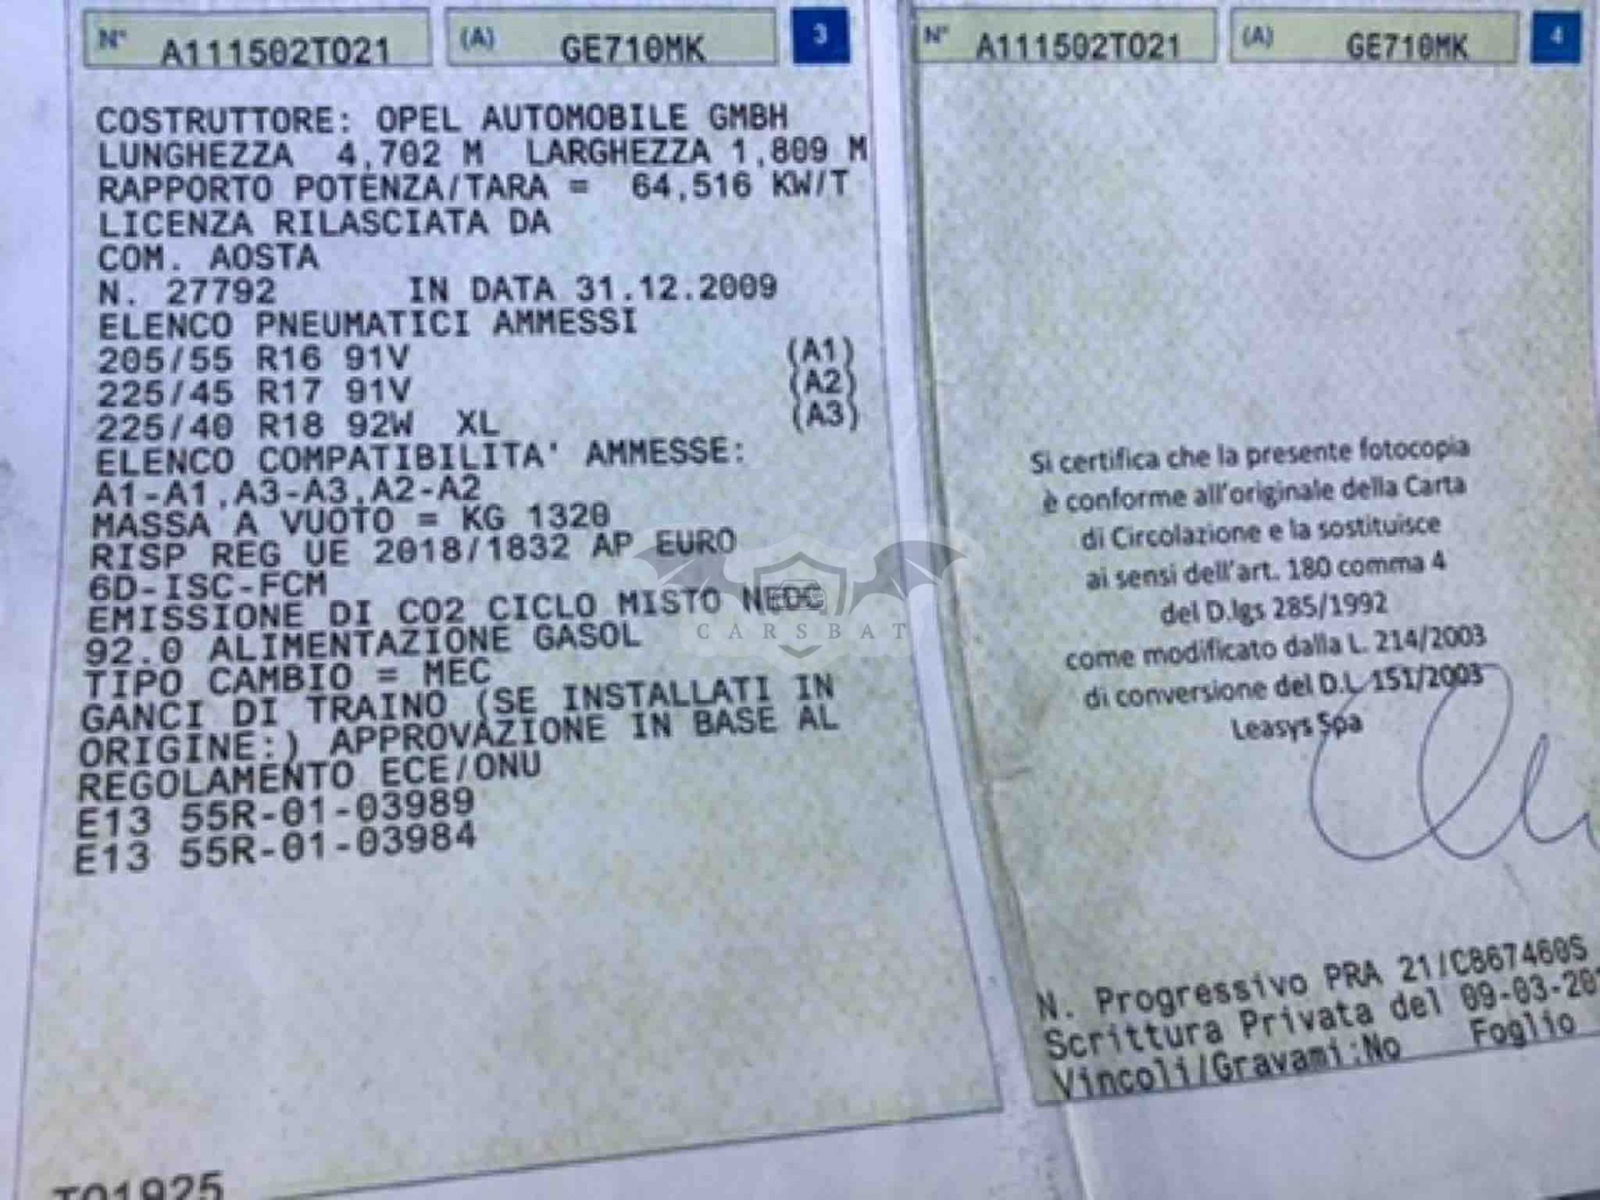 N° A111502TO21 (A) GE710MK 3
COSTRUTTORE: OPEL AUTOMOBILE GMBH
LUNGHEZZA 4,702 M LARGHEZZA 1,809 M
RAPPORTO POTENZA/TARA = 64,516 KW/T
LICENZA RILASCIATA DA
COM. AOSTA
N. 27792 IN DATA 31.12.2009
ELENCO PNEUMATICI AMMESSI
205/55 R16 91V (A1)
225/45 R17 91V (A2)
225/40 R18 92W XL (A3)
ELENCO COMPATIBILITA' AMMESSE:
A1-A1,A3-A3,A2-A2
MASSA A VUOTO = KG 1320
RISP REG UE 2018/1832 AP EURO
6D-ISC-FCM
EMISSIONE DI CO2 CICLO MISTO NEDC
92.0 ALIMENTAZIONE GASOL
TIPO CAMBIO = MEC
GANCI DI TRAINO (SE INSTALLATI IN
ORIGINE:) APPROVAZIONE IN BASE AL
REGOLAMENTO ECE/ONU
E13 55R-01-03989
E13 55R-01-03984
TO1925
CARSBAT
N° A111502TO21 (A) GE710MK 4
Si certifica che la presente fotocopia
è conforme all'originale della Carta
di Circolazione e la sostituisce
ai sensi dell'art. 180 comma 4
del D.lgs 285/1992
come modificato dalla L. 214/2003
di conversione del D.L 151/2003
Leasys Spa
N. Progressivo PRA 21/C867460S
Scrittura Privata del 09-03-20
Vincoli/Gravami:No Foglio